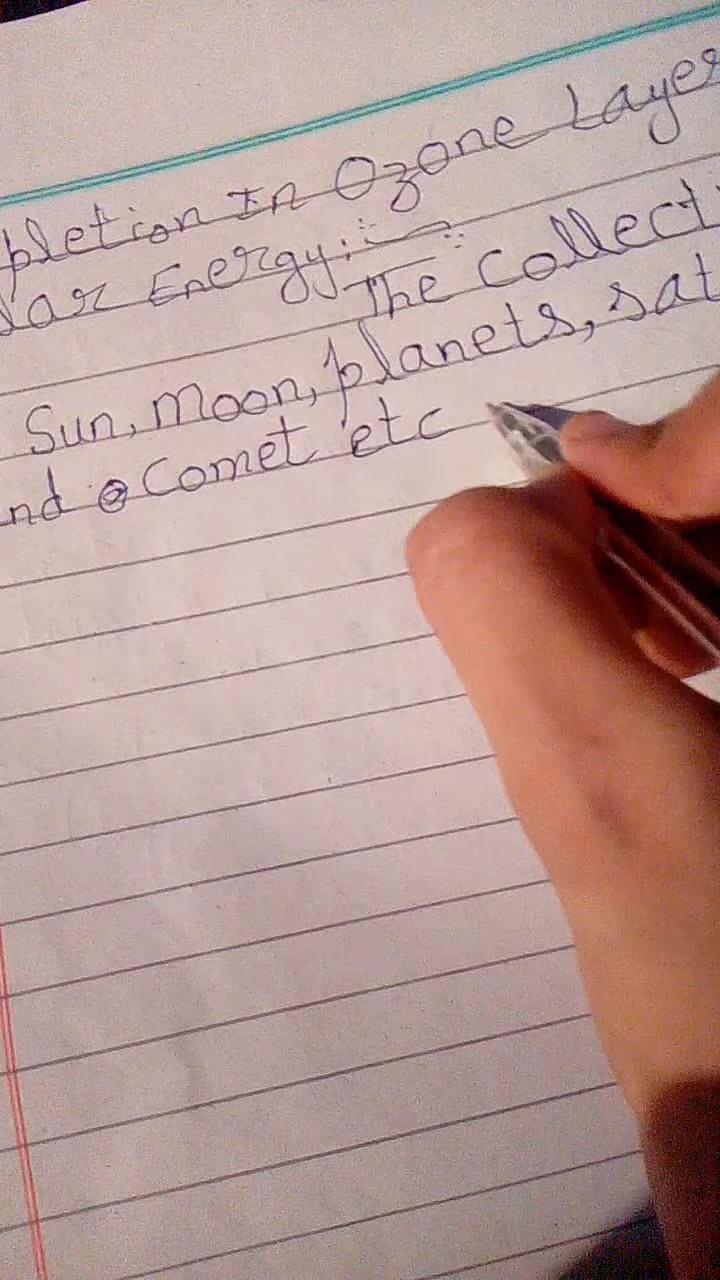 pletion In Ozone Layer
lar Energy:-
The Collect
Sun, Moon, planets, sat
nd Comet etc